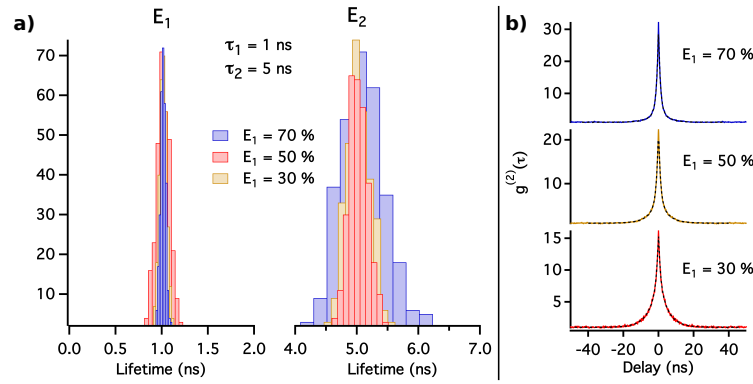 a)
E₁
E₂
τ₁ = 1 ns
τ₂ = 5 ns
E₁ = 70 %
E₁ = 50 %
E₁ = 30 %
70
60
50
40
30
20
10
0.0 0.5 1.0 1.5 2.0
Lifetime (ns)
4.0 5.0 6.0 7.0
Lifetime (ns)
b)
g⁽²⁾(τ)
30
20
10
E₁ = 70 %
20
10
E₁ = 50 %
15
10
5
E₁ = 30 %
-40 -20 0 20 40
Delay (ns)